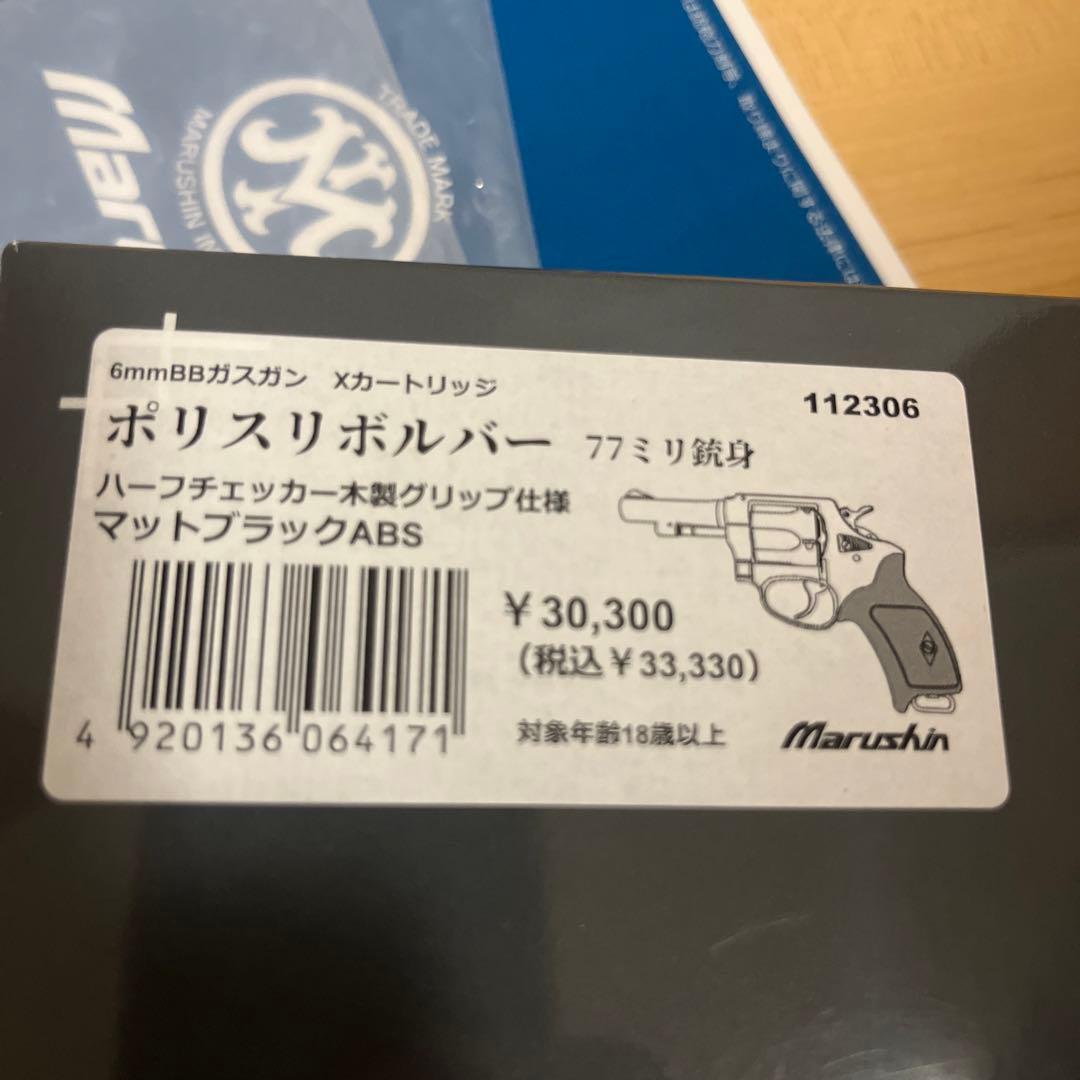 Mar
TRADE MARK
MARUSHIN IN
6mmBBガスガン Xカートリッジ
112306
ポリスリボルバー 77ミリ銃身
ハーフチェッカー木製グリップ仕様
マットブラックABS
¥30,300
(税込¥33,330)
4 920136 064171
対象年齢18歳以上
Marushin